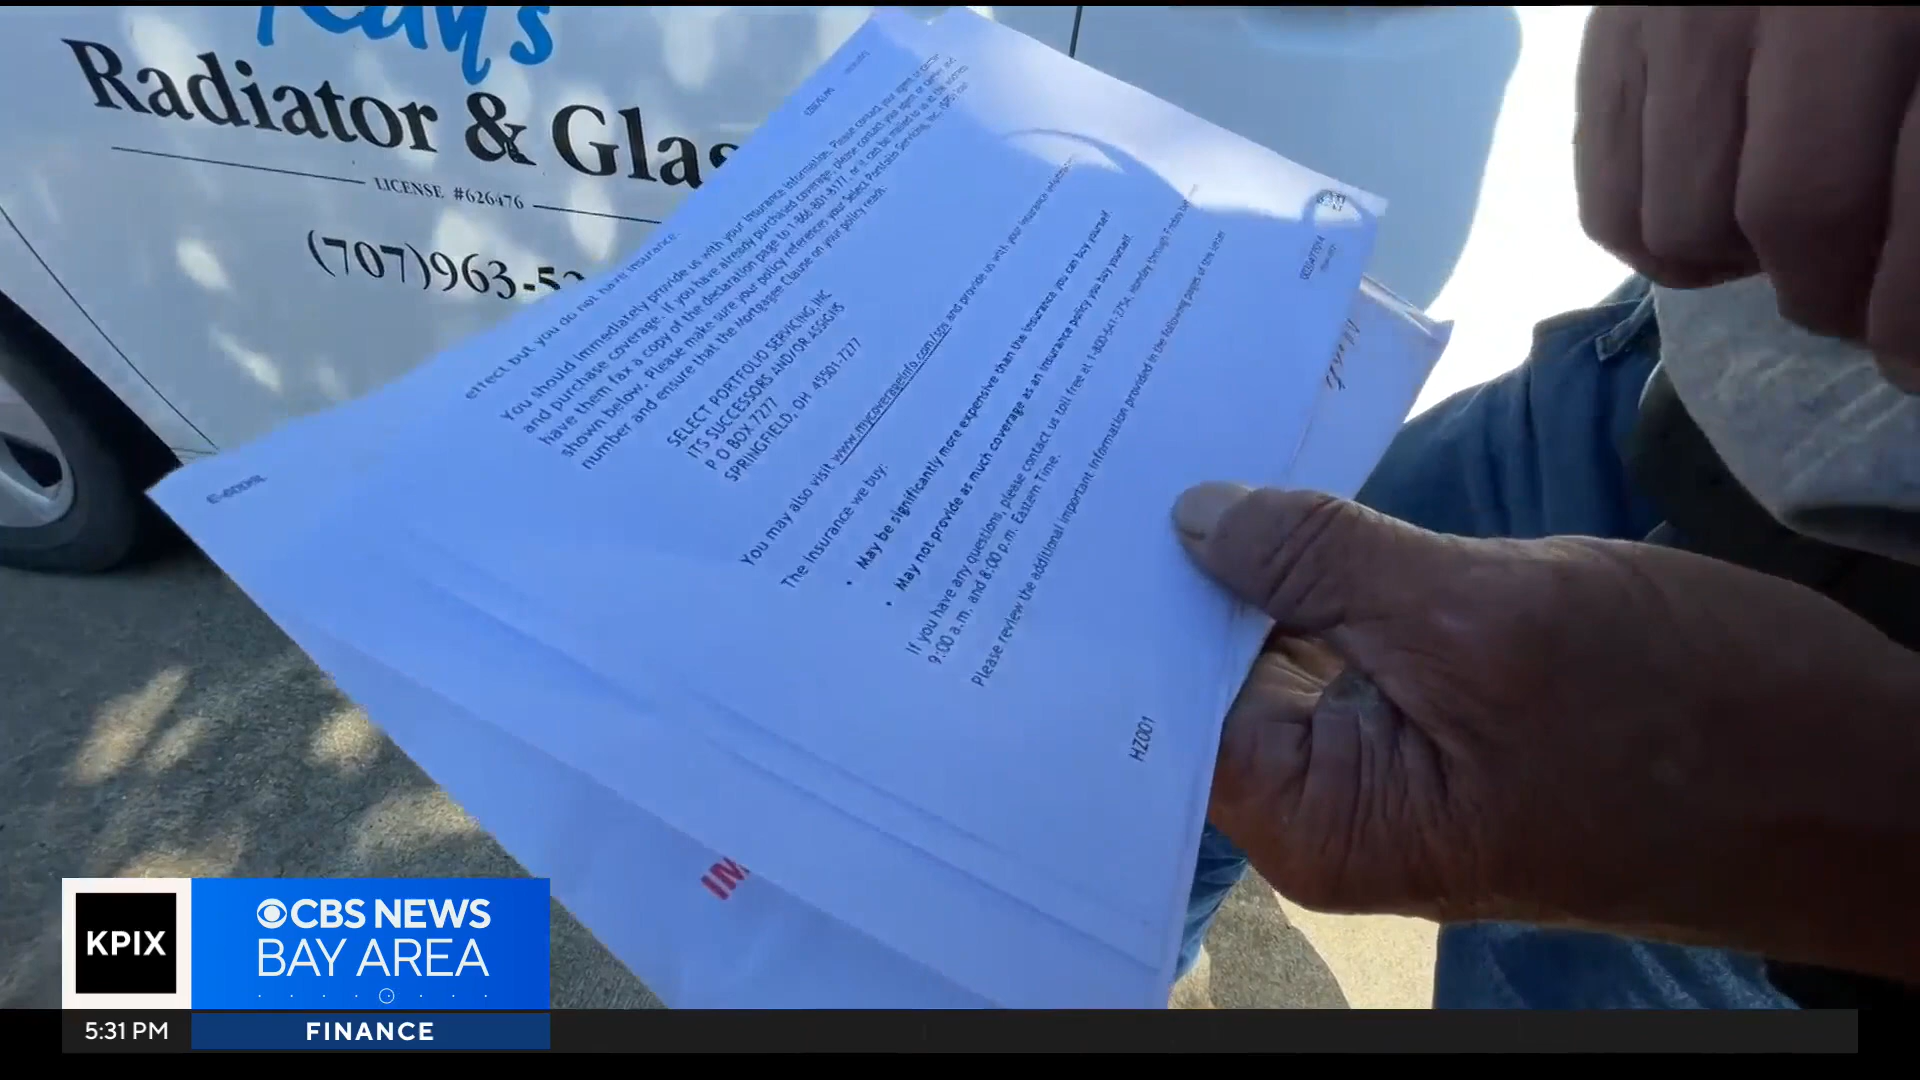 Ray's
Radiator & Glas
LICENSE #626476
(707)963-52
effect but you do not have insurance.
You should immediately provide us with your insurance information. Please contact your agent or carrier
and purchase coverage. If you have already purchased coverage, please contact your agent or carrier and
have them fax a copy of the declaration page to 1-866-801-8177, or it can be mailed to us at the address
shown below. Please make sure your policy references your Select Portfolio Servicing, Inc. (SPS) loan
number and ensure that the Mortgagee Clause on your policy reads:
SELECT PORTFOLIO SERVICING, INC
ITS SUCCESSORS AND/OR ASSIGNS
P O BOX 7277
SPRINGFIELD, OH 45501-7277
You may also visit www.mycoverageinfo.com/sps and provide us with your insurance
The insurance we buy:
• May be significantly more expensive than the insurance you can buy yourself.
• May not provide as much coverage as an insurance policy you buy yourself.
If you have any questions, please contact us toll free at 1-800-641-2754, Monday through Friday
9:00 a.m. and 8:00 p.m. Eastern Time.
Please review the additional important information provided in the following pages of this letter
HZ001
IM
KPIX
CBS NEWS
BAY AREA
5:31 PM
FINANCE